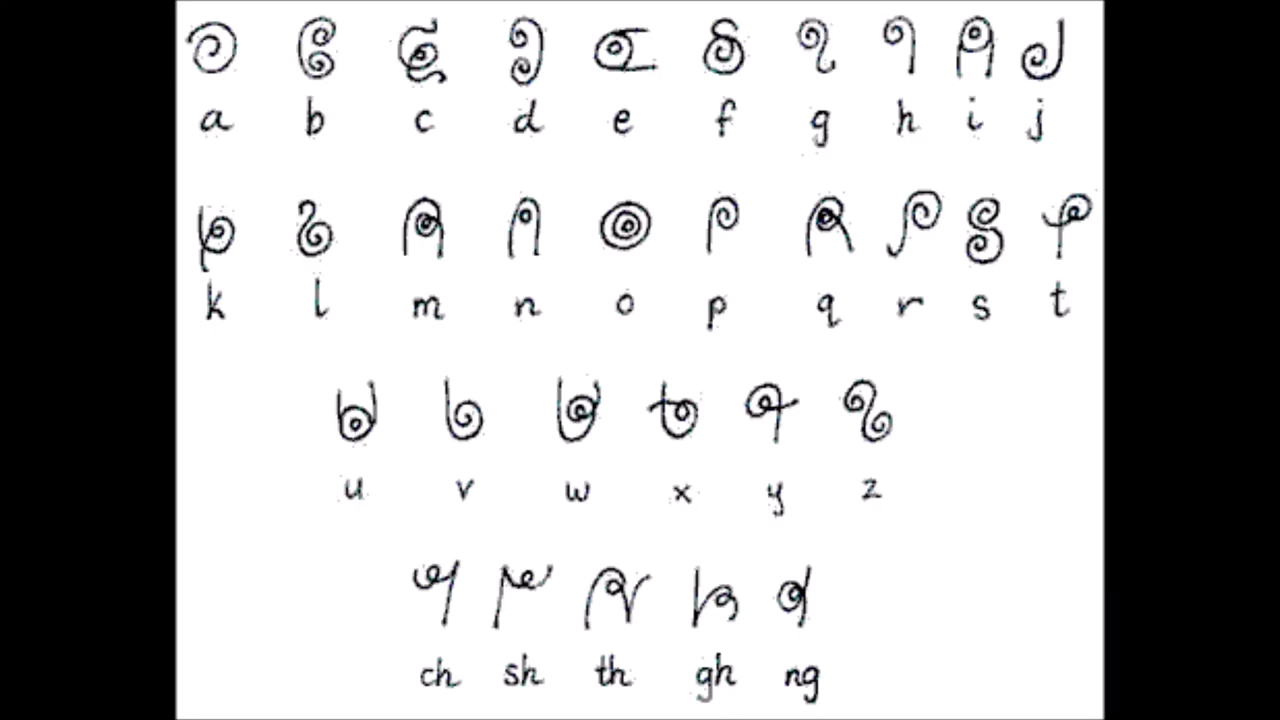 a b c d e f g h i j
k l m n o p q r s t
u v w x y z
ch sh th gh ng